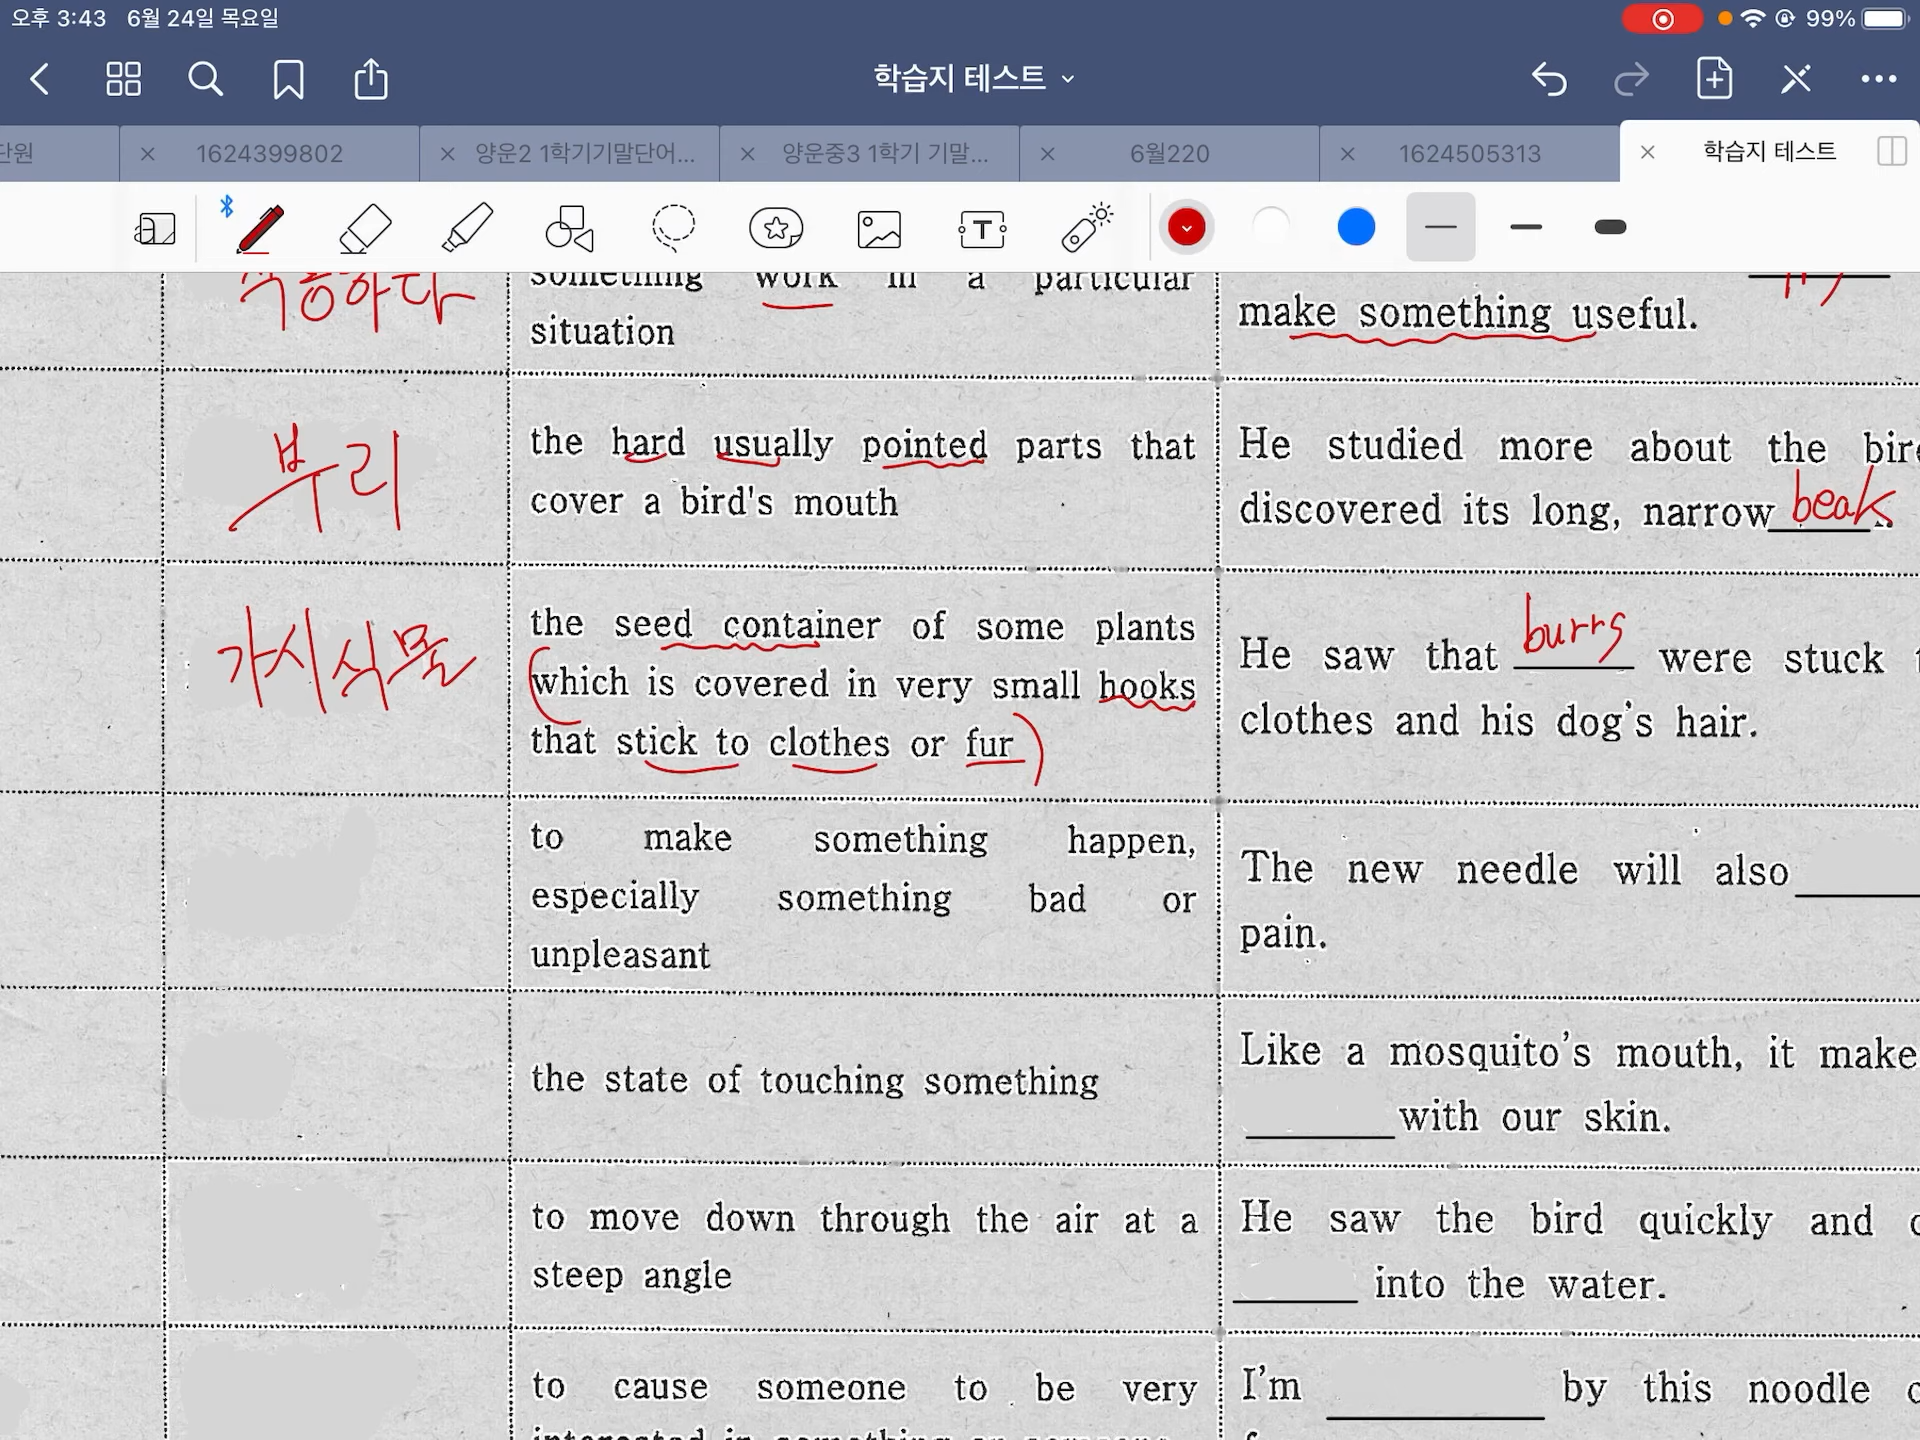 오후 3:43 6월 24일 목요일
99%
학습지 테스트
단원
1624399802
양운2 1학기기말단어...
양운중3 1학기 기말...
6월220
1624505313
학습지 테스트
something work in a particular
situation
make something useful.
부리
the hard usually pointed parts that
cover a bird's mouth
He studied more about the
discovered its long, narrow beak.
가시식물
the seed container of some plants
which is covered in very small hooks
that stick to clothes or fur
He saw that burrs were stuck
clothes and his dog's hair.
to make something happen,
especially something bad or
unpleasant
The new needle will also
pain.
the state of touching something
Like a mosquito's mouth, it make
with our skin.
to move down through the air at a
steep angle
He saw the bird quickly and
into the water.
to cause someone to be very
I'm by this noodle